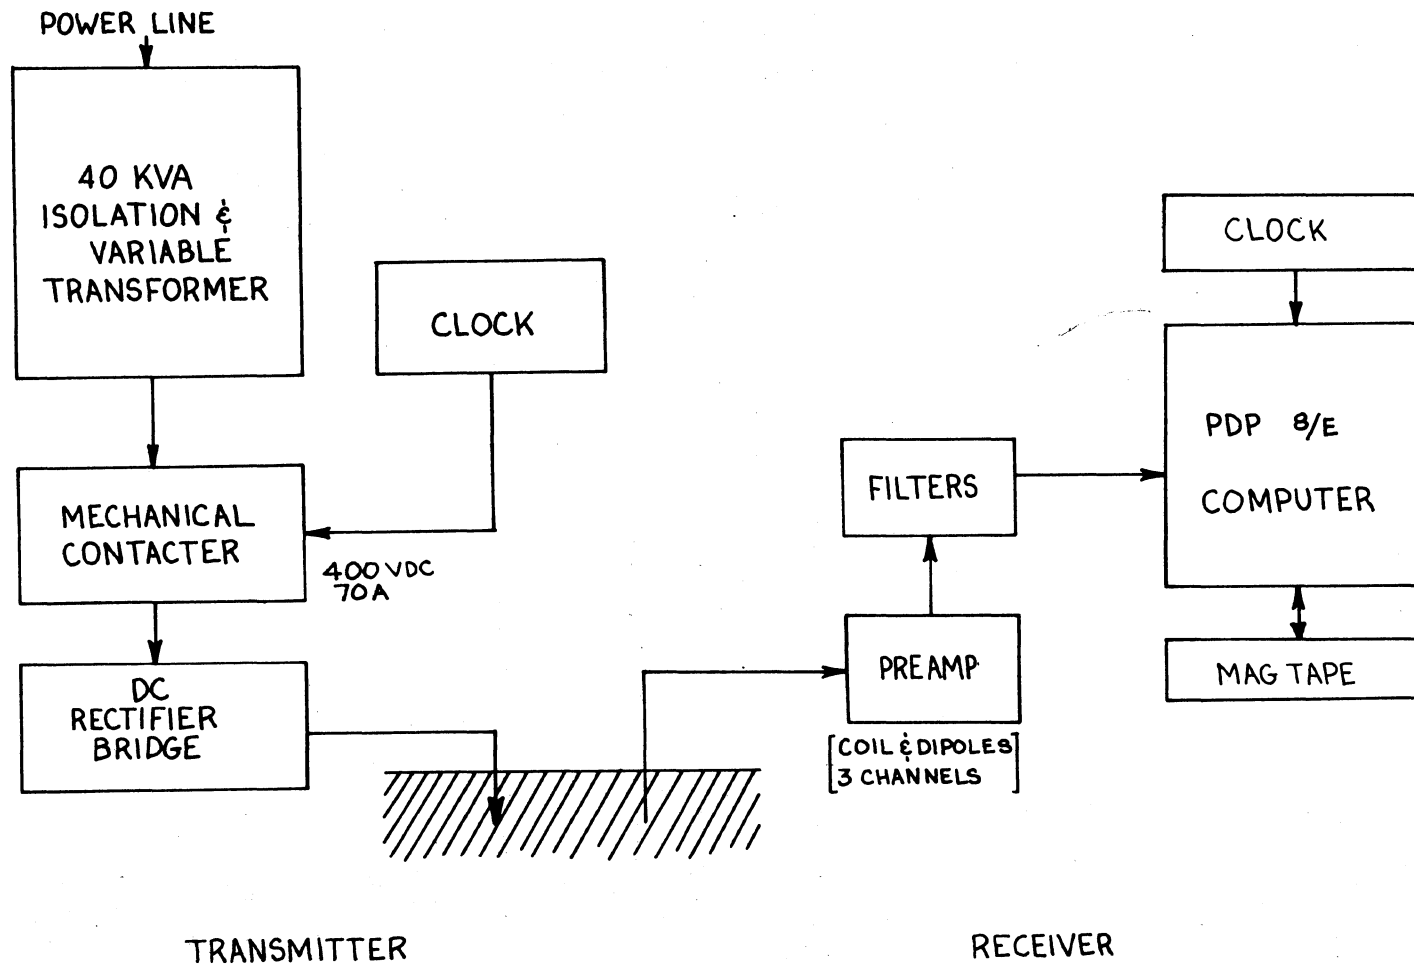 POWER LINE
40 KVA
ISOLATION &
VARIABLE
TRANSFORMER
CLOCK
MECHANICAL
CONTACTER
400 VDC
70 A
DC
RECTIFIER
BRIDGE
CLOCK
PDP 8/E
COMPUTER
FILTERS
PREAMP
[COIL & DIPOLES]
[3 CHANNELS]
MAG TAPE
TRANSMITTER
RECEIVER